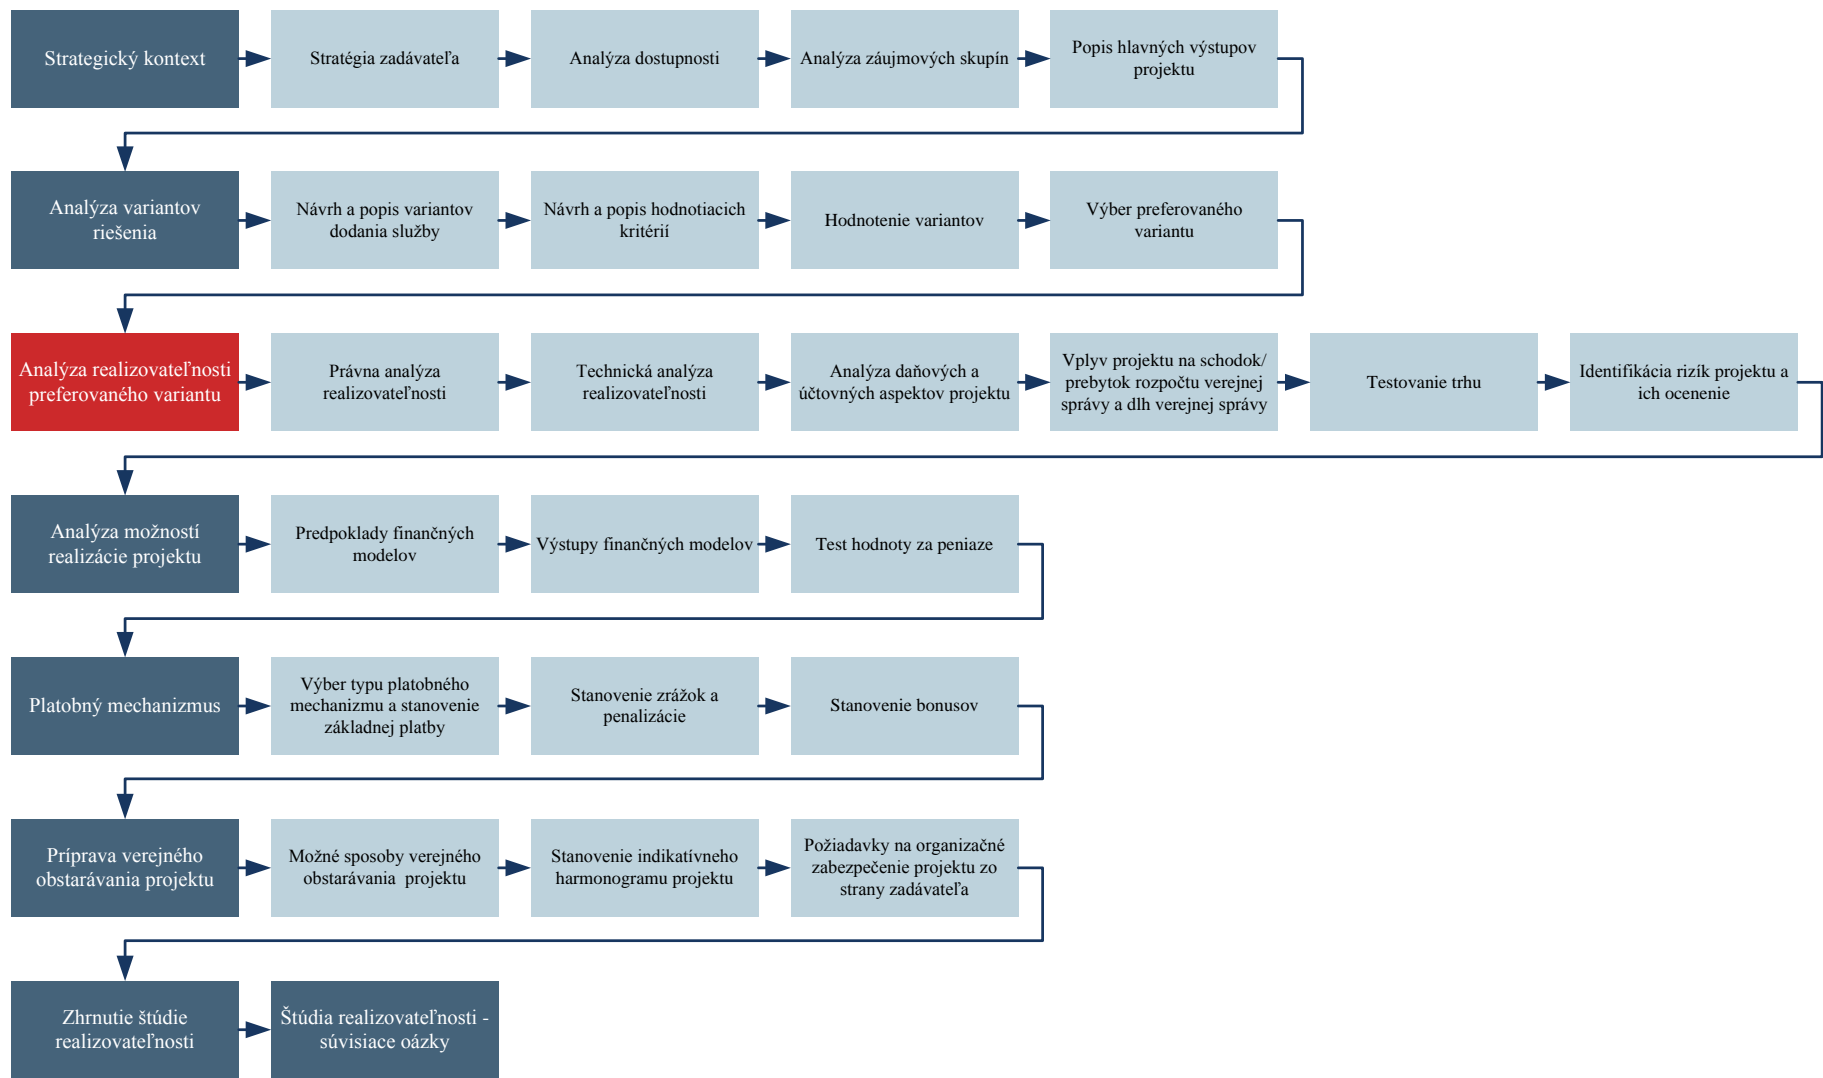 Strategický kontext
Stratégia zadávateľa
Analýza dostupnosti
Analýza záujmových skupín
Popis hlavných výstupov
projektu
Analýza variantov
riešenia
Návrh a popis variantov
dodania služby
Návrh a popis hodnotiacich
kritérií
Hodnotenie variantov
Výber preferovaného
variantu
Analýza realizovateľnosti
preferovaného variantu
Právna analýza
realizovateľnosti
Technická analýza
realizovateľnosti
Analýza daňových a
účtovných aspektov projektu
Vplyv projektu na schodok/
prebytok rozpočtu verejnej
správy a dlh verejnej správy
Testovanie trhu
Identifikácia rizík projektu a
ich ocenenie
Analýza možností
realizácie projektu
Predpoklady finančných
modelov
Výstupy finančných modelov
Test hodnoty za peniaze
Platobný mechanizmus
Výber typu platobného
mechanizmu a stanovenie
základnej platby
Stanovenie zrážok a
penalizácie
Stanovenie bonusov
Príprava verejného
obstarávania projektu
Možné sposoby verejného
obstarávania  projektu
Stanovenie indikatívneho
harmonogramu projektu
Požiadavky na organizačné
zabezpečenie projektu zo
strany zadávateľa
Zhrnutie štúdie
realizovateľnosti
Štúdia realizovateľnosti -
súvisiace oázky